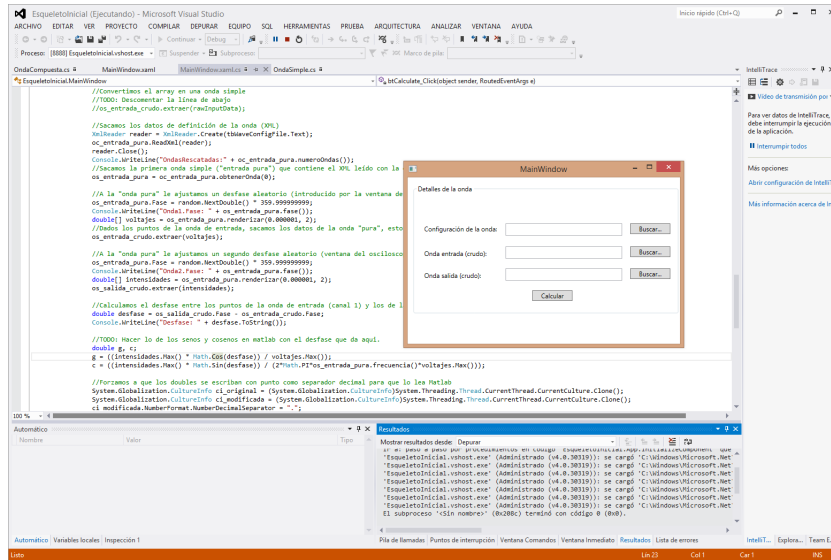 EsqueletoInicial (Ejecutando) - Microsoft Visual Studio
Inicio rápido (Ctrl+Q)
ARCHIVO EDITAR VER PROYECTO COMPILAR DEPURAR EQUIPO SQL HERRAMIENTAS PRUEBA ARQUITECTURA ANALIZAR VENTANA AYUDA
Continuar Debug
Proceso: [8880] EsqueletoInicial.vshost.exe Suspender Subproceso: Marco de pila:
OndaCompuesta.cs MainWindow.xaml MainWindow.xaml.cs OndaSimple.cs
EsqueletoInicial.MainWindow
btCalculate_Click(object sender, RoutedEventArgs e)
//Convertimos el array en una onda simple
//TODO: Descomentar la línea de abajo
//os_entrada_crudo.extraer(rawInputData);
//Sacamos los datos de definición de la onda (XML)
XmlReader reader = XmlReader.Create(tbWaveConfigFile.Text);
oc_entrada_pura.ReadXml(reader);
reader.Close();
Console.WriteLine("OndasRescatadas:" + oc_entrada_pura.numeroOndas());
//Sacamos la primera onda simple ("entrada pura") que contiene el XML leído con la
os_entrada_pura = oc_entrada_pura.obtenerOnda(0);
//A la "onda pura" le ajustamos un desfase aleatorio (introducido por la ventana de
os_entrada_pura.Fase = random.NextDouble() * 359.999999999;
Console.WriteLine("Onda1.Fase: " + os_entrada_pura.fase());
double[] voltajes = os_entrada_pura.renderizar(0.000001, 2);
//Dados los puntos de la onda de entrada, sacamos los datos de la onda "pura", esto
os_entrada_crudo.extraer(voltajes);
//A la "onda pura" le ajustamos un segundo desfase aleatorio (ventana del oscilosco
os_entrada_pura.Fase = random.NextDouble() * 359.999999999;
Console.WriteLine("Onda2.Fase: " + os_entrada_pura.fase());
double[] intensidades = os_entrada_pura.renderizar(0.000001, 2);
os_salida_crudo.extraer(intensidades);
//Calculamos el desfase entre los puntos de la onda de entrada (canal 1) y los de l
double desfase = os_salida_crudo.Fase - os_entrada_crudo.Fase;
Console.WriteLine("Desfase: " + desfase.ToString());
//TODO: Hacer lo de los senos y cosenos en matlab con el desfase que da aquí.
double g, c;
g = ((intensidades.Max() * Math.Cos(desfase)) / voltajes.Max());
c = ((intensidades.Max() * Math.Sin(desfase)) / (2*Math.PI*os_entrada_pura.frecuencia()*voltajes.Max()));
//Forzamos a que los doubles se escriban con punto como separador decimal para que lo lea Matlab
System.Globalization.CultureInfo ci_original = (System.Globalization.CultureInfo)System.Threading.Thread.CurrentThread.CurrentCulture.Clone();
System.Globalization.CultureInfo ci_modificada = (System.Globalization.CultureInfo)System.Threading.Thread.CurrentThread.CurrentCulture.Clone();
ci_modificada.NumberFormat.NumberDecimalSeparator = ".";
100 %
MainWindow
Detalles de la onda
Configuración de la onda: Buscar...
Onda entrada (crudo): Buscar...
Onda salida (crudo): Buscar...
Calcular
IntelliTrace
Vídeo de transmisión por
Para ver datos de IntelliTrace,
debe interrumpir la ejecución
de la aplicación.
Interrumpir todos
Más opciones:
Abrir configuración de Intelli
Más información acerca de In
Automático
Nombre Valor Tipo
Resultados
Mostrar resultados desde: Depurar
'EsqueletoInicial.vshost.exe' (Administrado (v4.0.30319)): se cargó 'C:\Windows\Microsoft.Net
'EsqueletoInicial.vshost.exe' (Administrado (v4.0.30319)): se cargó 'C:\Windows\Microsoft.Net
'EsqueletoInicial.vshost.exe' (Administrado (v4.0.30319)): se cargó 'C:\Windows\Microsoft.Net
'EsqueletoInicial.vshost.exe' (Administrado (v4.0.30319)): se cargó 'C:\Windows\Microsoft.Net
'EsqueletoInicial.vshost.exe' (Administrado (v4.0.30319)): se cargó 'C:\Windows\Microsoft.Net
'EsqueletoInicial.vshost.exe' (Administrado (v4.0.30319)): se cargó 'C:\Windows\Microsoft.Net
El subproceso '<Sin nombre>' (0x208c) terminó con código 0 (0x0).
Automático Variables locales Inspección 1
Pila de llamadas Puntos de interrupción Ventana Comandos Ventana Inmediato Resultados Lista de errores
IntelliT... Explora... Team E
Listo Lín 23 Col 1 Car 1 INS